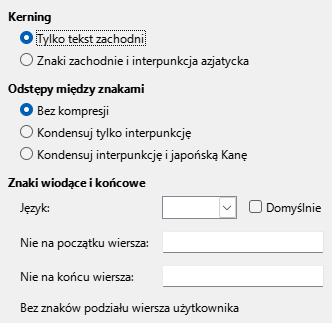 Kerning
Tylko tekst zachodni
Znaki zachodnie i interpunkcja azjatycka
Odstępy między znakami
Bez kompresji
Kondensuj tylko interpunkcję
Kondensuj interpunkcję i japońską Kanę
Znaki wiodące i końcowe
Język: Domyślnie
Nie na początku wiersza:
Nie na końcu wiersza:
Bez znaków podziału wiersza użytkownika